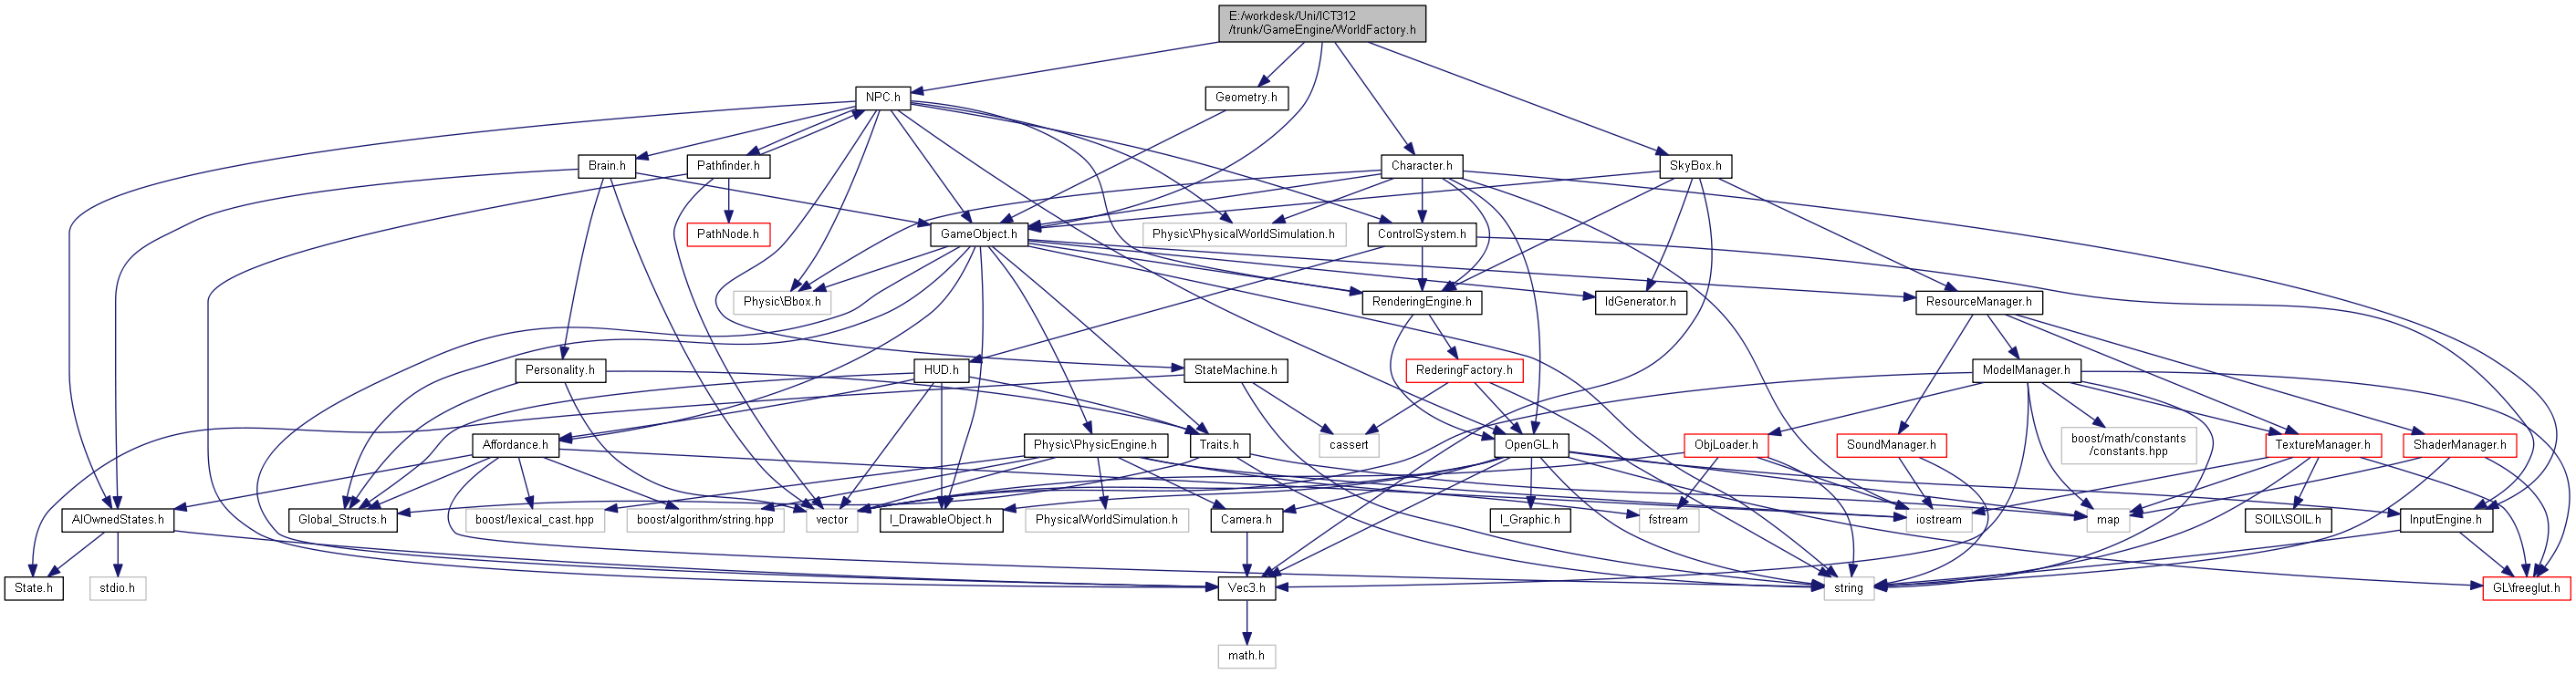 E:/workdesk/Uni/ICT312
/trunk/GameEngine/WorldFactory.h
NPC.h
Geometry.h
Brain.h
Pathfinder.h
Character.h
SkyBox.h
PathNode.h
GameObject.h
Physic\PhysicalWorldSimulation.h
ControlSystem.h
Physic\Bbox.h
RenderingEngine.h
IdGenerator.h
ResourceManager.h
Personality.h
HUD.h
StateMachine.h
RederingFactory.h
ModelManager.h
Affordance.h
Physic\PhysicEngine.h
Traits.h
cassert
OpenGL.h
ObjLoader.h
SoundManager.h
boost/math/constants
/constants.hpp
TextureManager.h
ShaderManager.h
AIOwnedStates.h
Global_Structs.h
boost/lexical_cast.hpp
boost/algorithm/string.hpp
vector
I_DrawableObject.h
PhysicalWorldSimulation.h
Camera.h
I_Graphic.h
fstream
iostream
map
SOIL\SOIL.h
InputEngine.h
State.h
stdio.h
Vec3.h
string
GL\freeglut.h
math.h